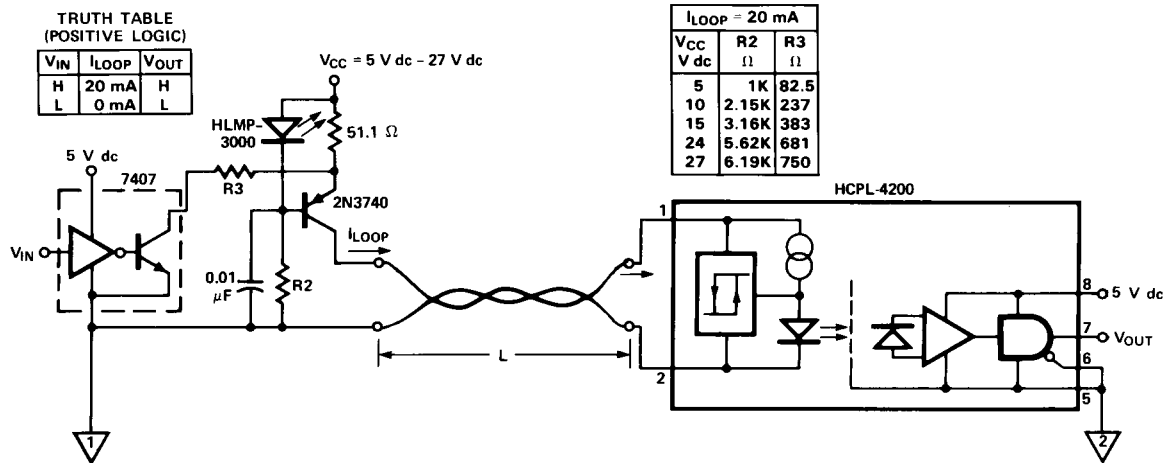 TRUTH TABLE
(POSITIVE LOGIC)
VIN ILOOP VOUT
H 20 mA H
L 0 mA L
VCC = 5 V dc – 27 V dc
HLMP-
3000
51.1 Ω
5 V dc
7407
R3
2N3740
VIN
iLOOP
0.01
μF
R2
L
ILOOP = 20 mA
VCC R2 R3
V dc Ω Ω
5 1K 82.5
10 2.15K 237
15 3.16K 383
24 5.62K 681
27 6.19K 750
HCPL-4200
1
2
8
5 V dc
7
VOUT
6
5
1
2